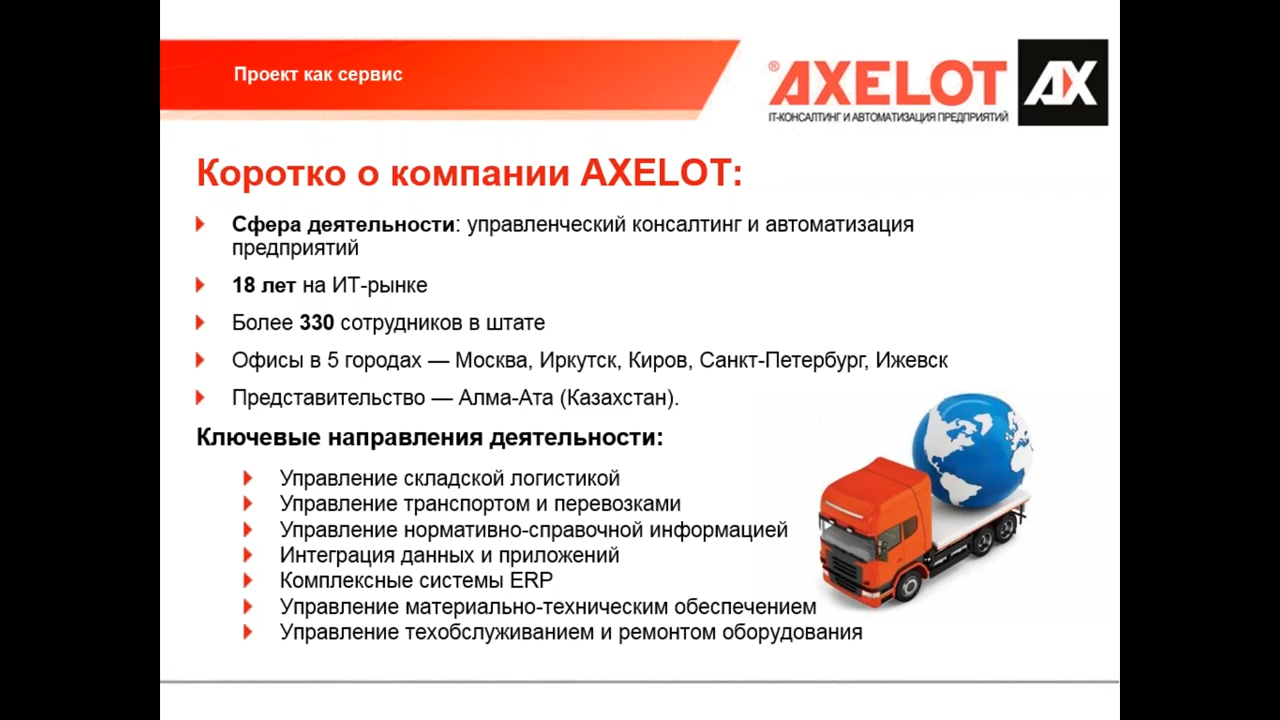 Проект как сервис
®AXELOT AX
IT-КОНСАЛТИНГ И АВТОМАТИЗАЦИЯ ПРЕДПРИЯТИЙ
Коротко о компании AXELOT:
Сфера деятельности: управленческий консалтинг и автоматизация
предприятий
18 лет на ИТ-рынке
Более 330 сотрудников в штате
Офисы в 5 городах — Москва, Иркутск, Киров, Санкт-Петербург, Ижевск
Представительство — Алма-Ата (Казахстан).
Ключевые направления деятельности:
Управление складской логистикой
Управление транспортом и перевозками
Управление нормативно-справочной информацией
Интеграция данных и приложений
Комплексные системы ERP
Управление материально-техническим обеспечением
Управление техобслуживанием и ремонтом оборудования